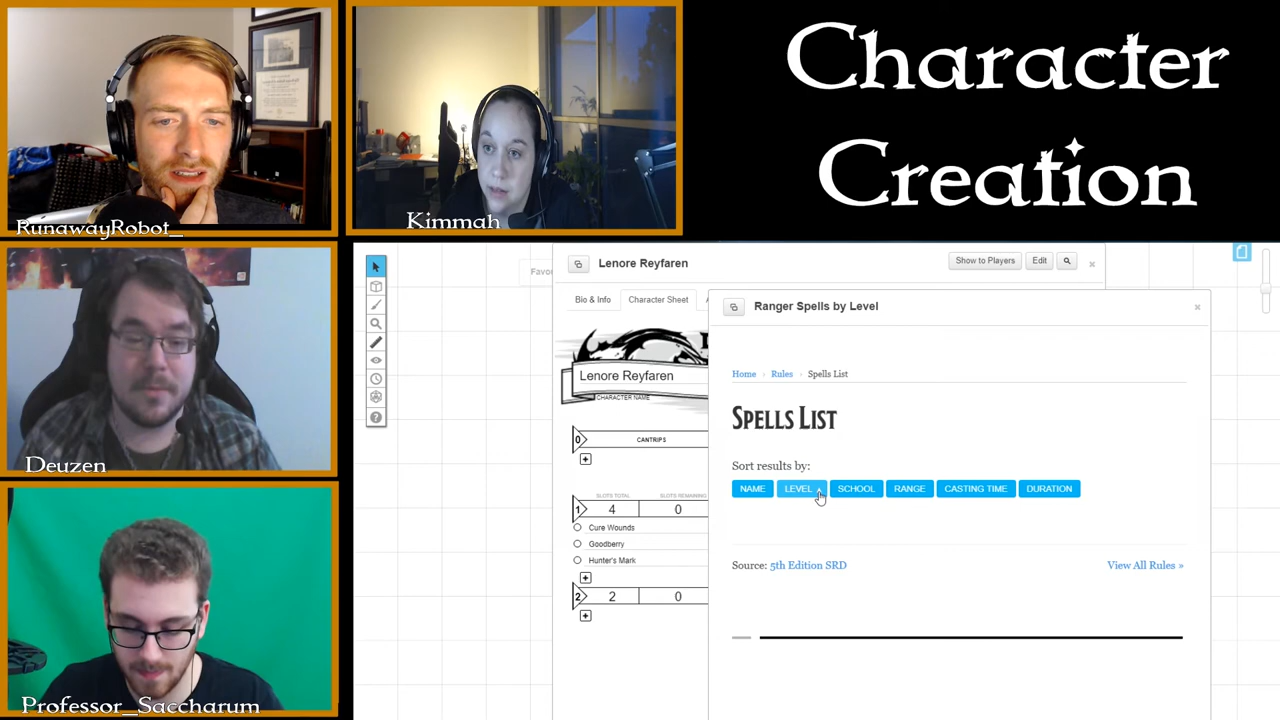 Character
Creation
RunawayRobot_
Kimmah
Deuzen
Professor_Saccharum
Favor
Lenore Reyfaren
Show to Players
Edit
×
Bio & Info
Character Sheet
A
Lenore Reyfaren
CHARACTER NAME
0
CANTRIPS
+
SLOTS TOTAL
SLOTS REMAINING
1
4
0
Cure Wounds
Goodberry
Hunter's Mark
+
2
2
0
+
Ranger Spells by Level
×
Home › Rules › Spells List
SPELLS LIST
Sort results by:
NAME LEVEL SCHOOL RANGE CASTING TIME DURATION
Source: 5th Edition SRD
View All Rules »